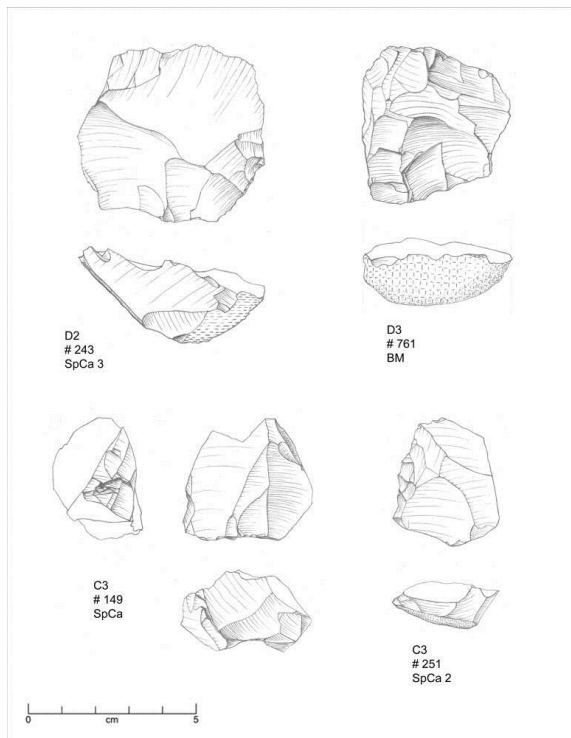 D2
# 243
SpCa 3
D3
# 761
BM
C3
# 149
SpCa
C3
# 251
SpCa 2
0 cm 5